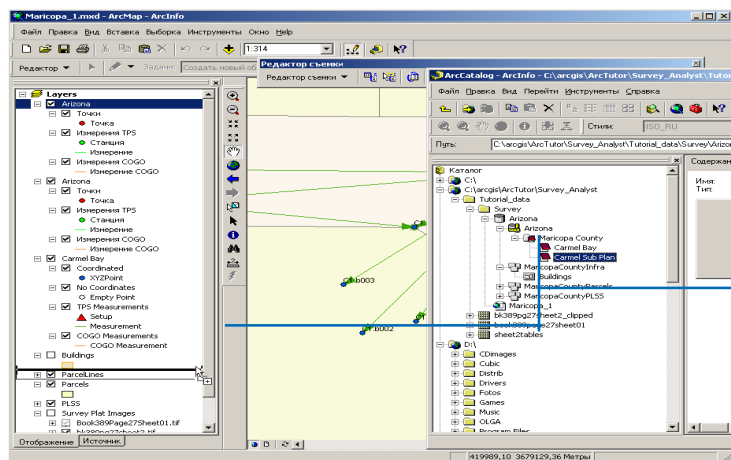 Maricopa_1.mxd - ArcMap - ArcInfo
Файл Правка Вид Вставка Выборка Инструменты Окно Help
1:314
Редактор Задачи: Создать новый об
Редактор съемки
Редактор съемки
Layers
Arizona
Точки
Точка
Измерения TPS
Станция
Измерение
Измерения COGO
Измерение COGO
Arizona
Точки
Точка
Измерения TPS
Станция
Измерение
Измерения COGO
Измерение COGO
Carmel Bay
Coordinated
XYZPoint
No Coordinates
Empty Point
TPS Measurements
Setup
Measurement
COGO Measurements
COGO Measurement
Buildings
ParcelLines
Parcels
PLSS
Survey Plat Images
Book389Page27Sheet01.tif
Отображение Источник
b003
b002
ArcCatalog - ArcInfo - C:\arcgis\ArcTutor\Survey_Analyst\Tutor
Файл Правка Вид Перейти Инструменты Справка
Стили: ISO_RU
Путь: C:\arcgis\ArcTutor\Survey_Analyst\Tutorial_data\Survey\Arizon
Каталог
C:\
C:\arcgis\ArcTutor\Survey_Analyst
Tutorial_data
Survey
Arizona
Arizona
Maricopa County
Carmel Bay
Carmel Sub Plan
MaricopaCountyInfra
Buildings
MaricopaCountyParcels
MaricopaCountyPLSS
Maricopa_1
bk389pg27sheet2_clipped
book389page27sheet01
sheet2tables
D:\
CDimages
Cubic
Distrib
Drivers
Fotos
Games
Music
OLGA
Program Files
Содержан
Имя:
Тип:
419989,10 3679129,36 Метры